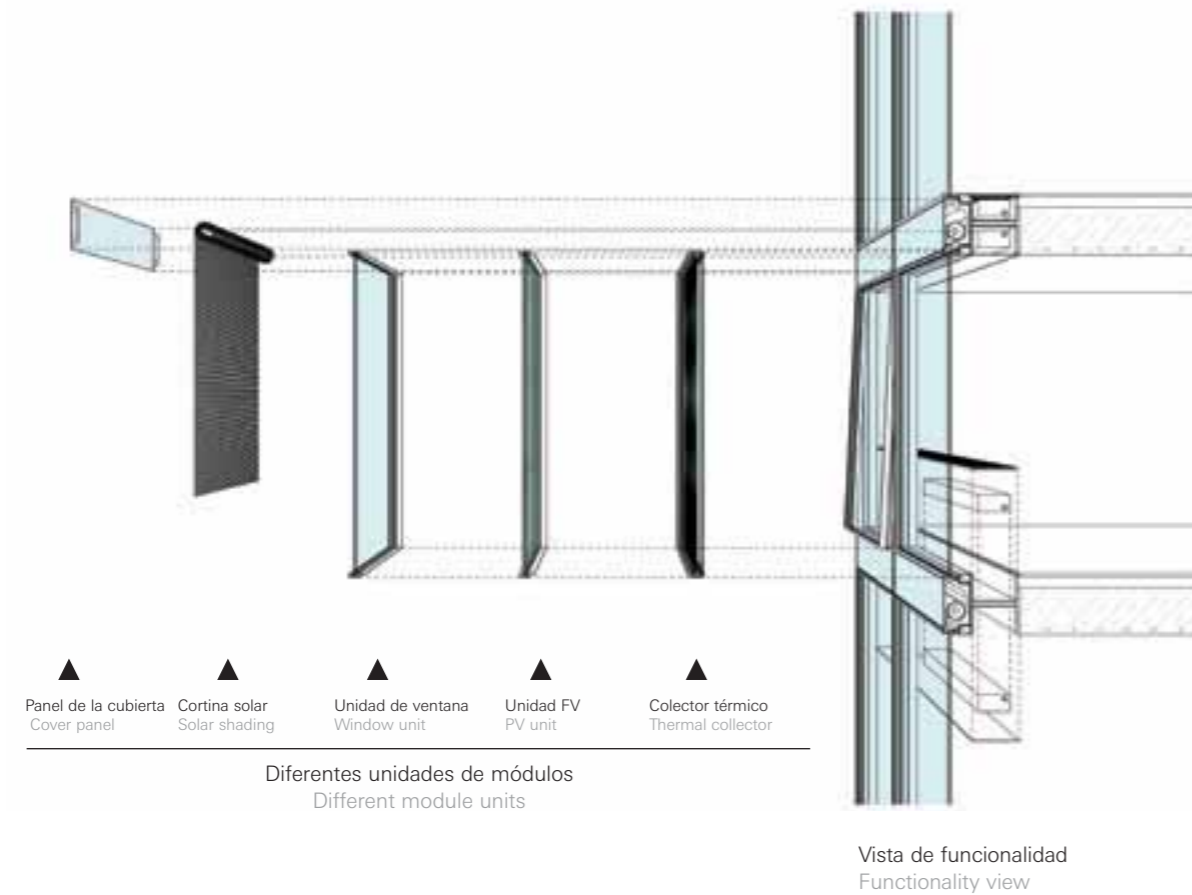 Panel de la cubierta
Cover panel
Cortina solar
Solar shading
Unidad de ventana
Window unit
Unidad FV
PV unit
Colector térmico
Thermal collector
Diferentes unidades de módulos
Different module units
Vista de funcionalidad
Functionality view